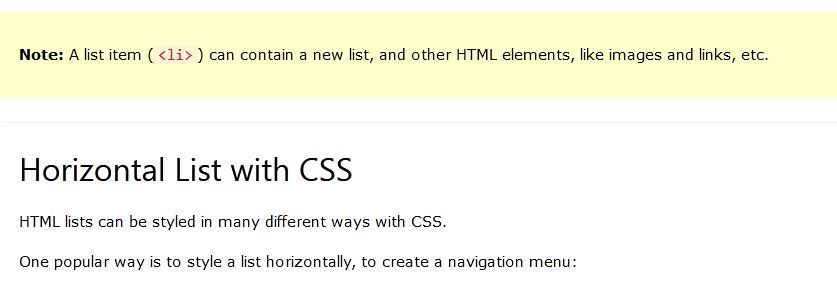 Note: A list item (<li>) can contain a new list, and other HTML elements, like images and links, etc.
Horizontal List with CSS
HTML lists can be styled in many different ways with CSS.
One popular way is to style a list horizontally, to create a navigation menu: